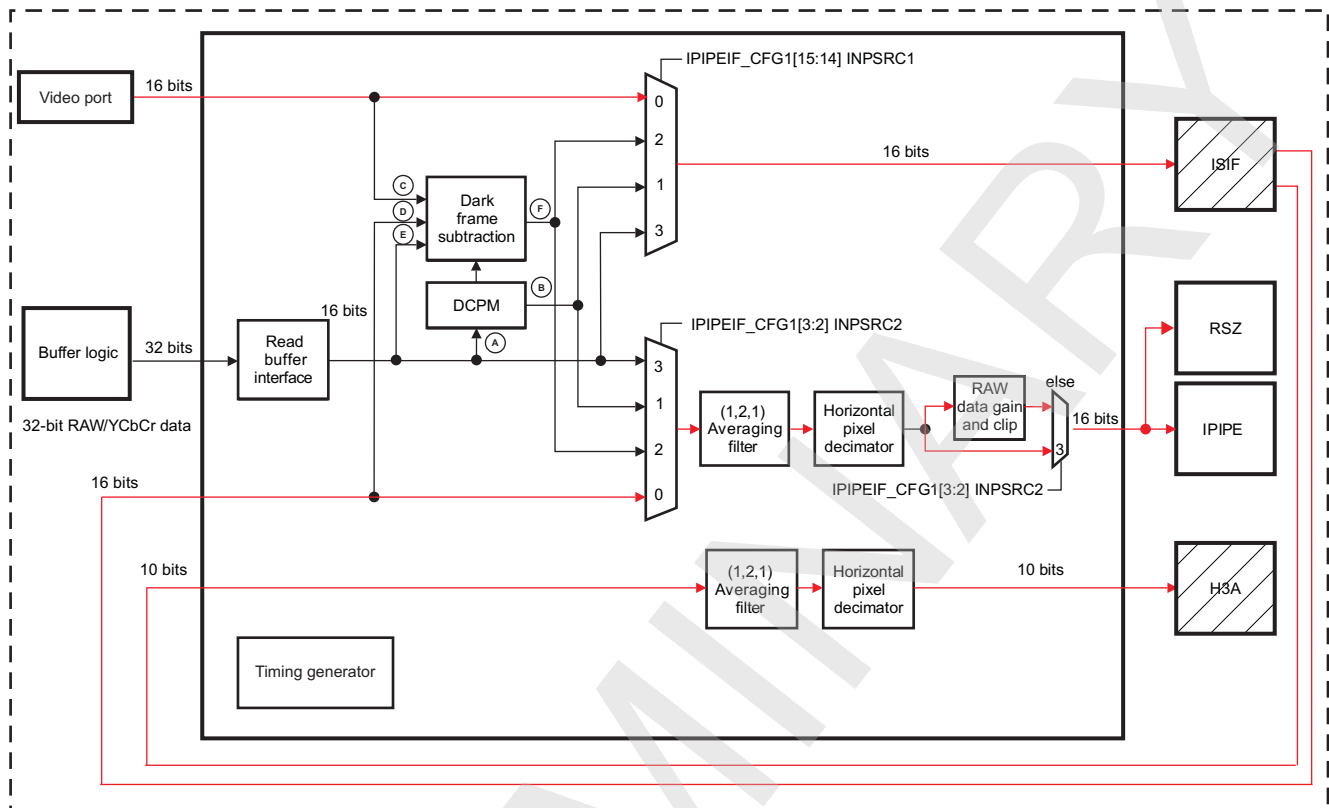 IPIPEIF_CFG1[15:14] INPSRC1
Video port
16 bits
0
2
1
3
16 bits
ISIF
C
D
E
Dark
frame
subtraction
F
DCPM
B
A
16 bits
Buffer logic
32 bits
Read
buffer
interface
32-bit RAW/YCbCr data
IPIPEIF_CFG1[3:2] INPSRC2
3
1
2
0
(1,2,1)
Averaging
filter
Horizontal
pixel
decimator
RAW
data gain
and clip
else
3
16 bits
IPIPEIF_CFG1[3:2] INPSRC2
RSZ
IPIPE
16 bits
10 bits
(1,2,1)
Averaging
filter
Horizontal
pixel
decimator
10 bits
H3A
Timing generator
MINARY